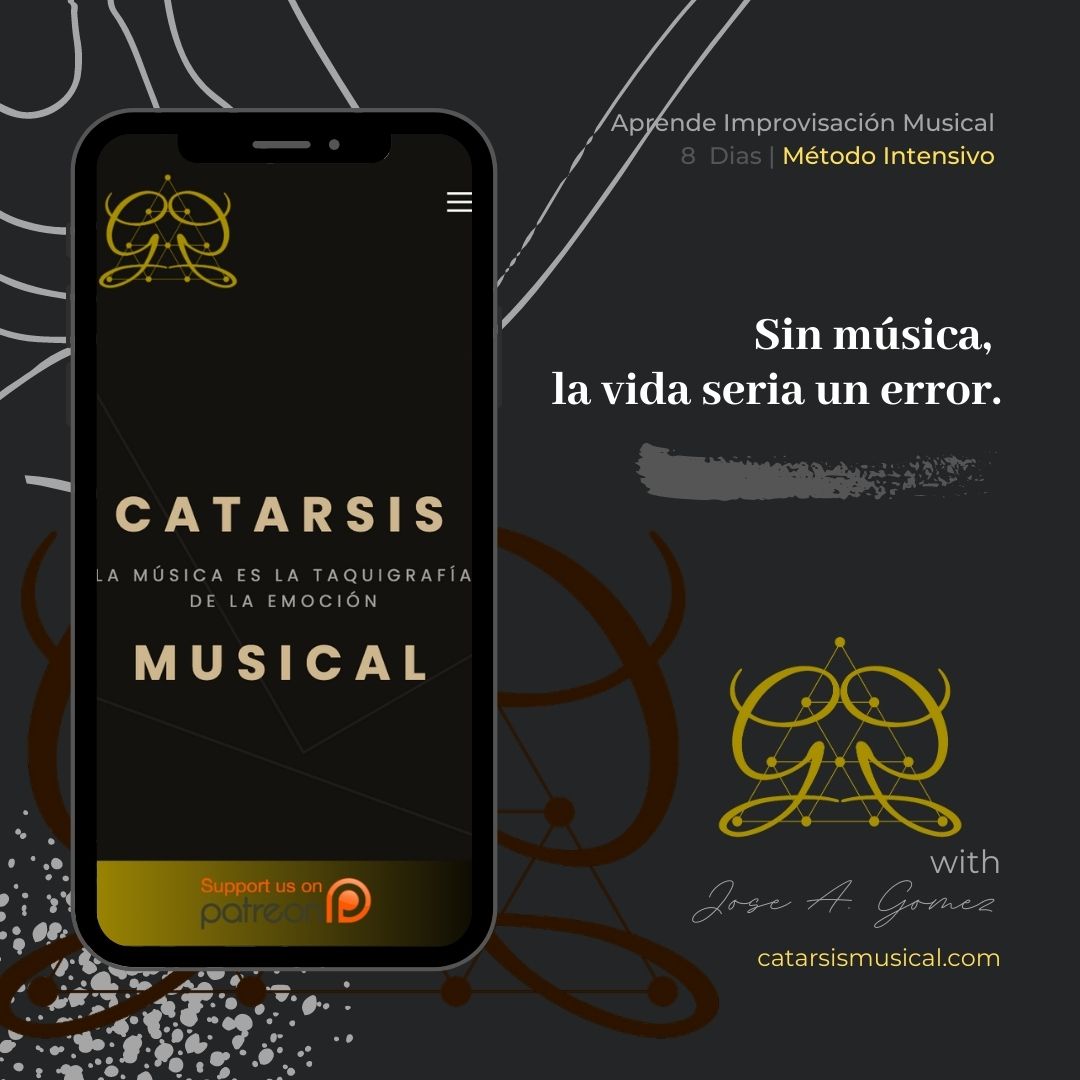 Aprende Improvisación Musical
8 Dias | Método Intensivo
Sin música,
la vida seria un error.
CATARSIS
LA MÚSICA ES LA TAQUIGRAFÍA
DE LA EMOCIÓN
MUSICAL
Support us on
patreon
with
Jose A. Gomez
catarsismusical.com